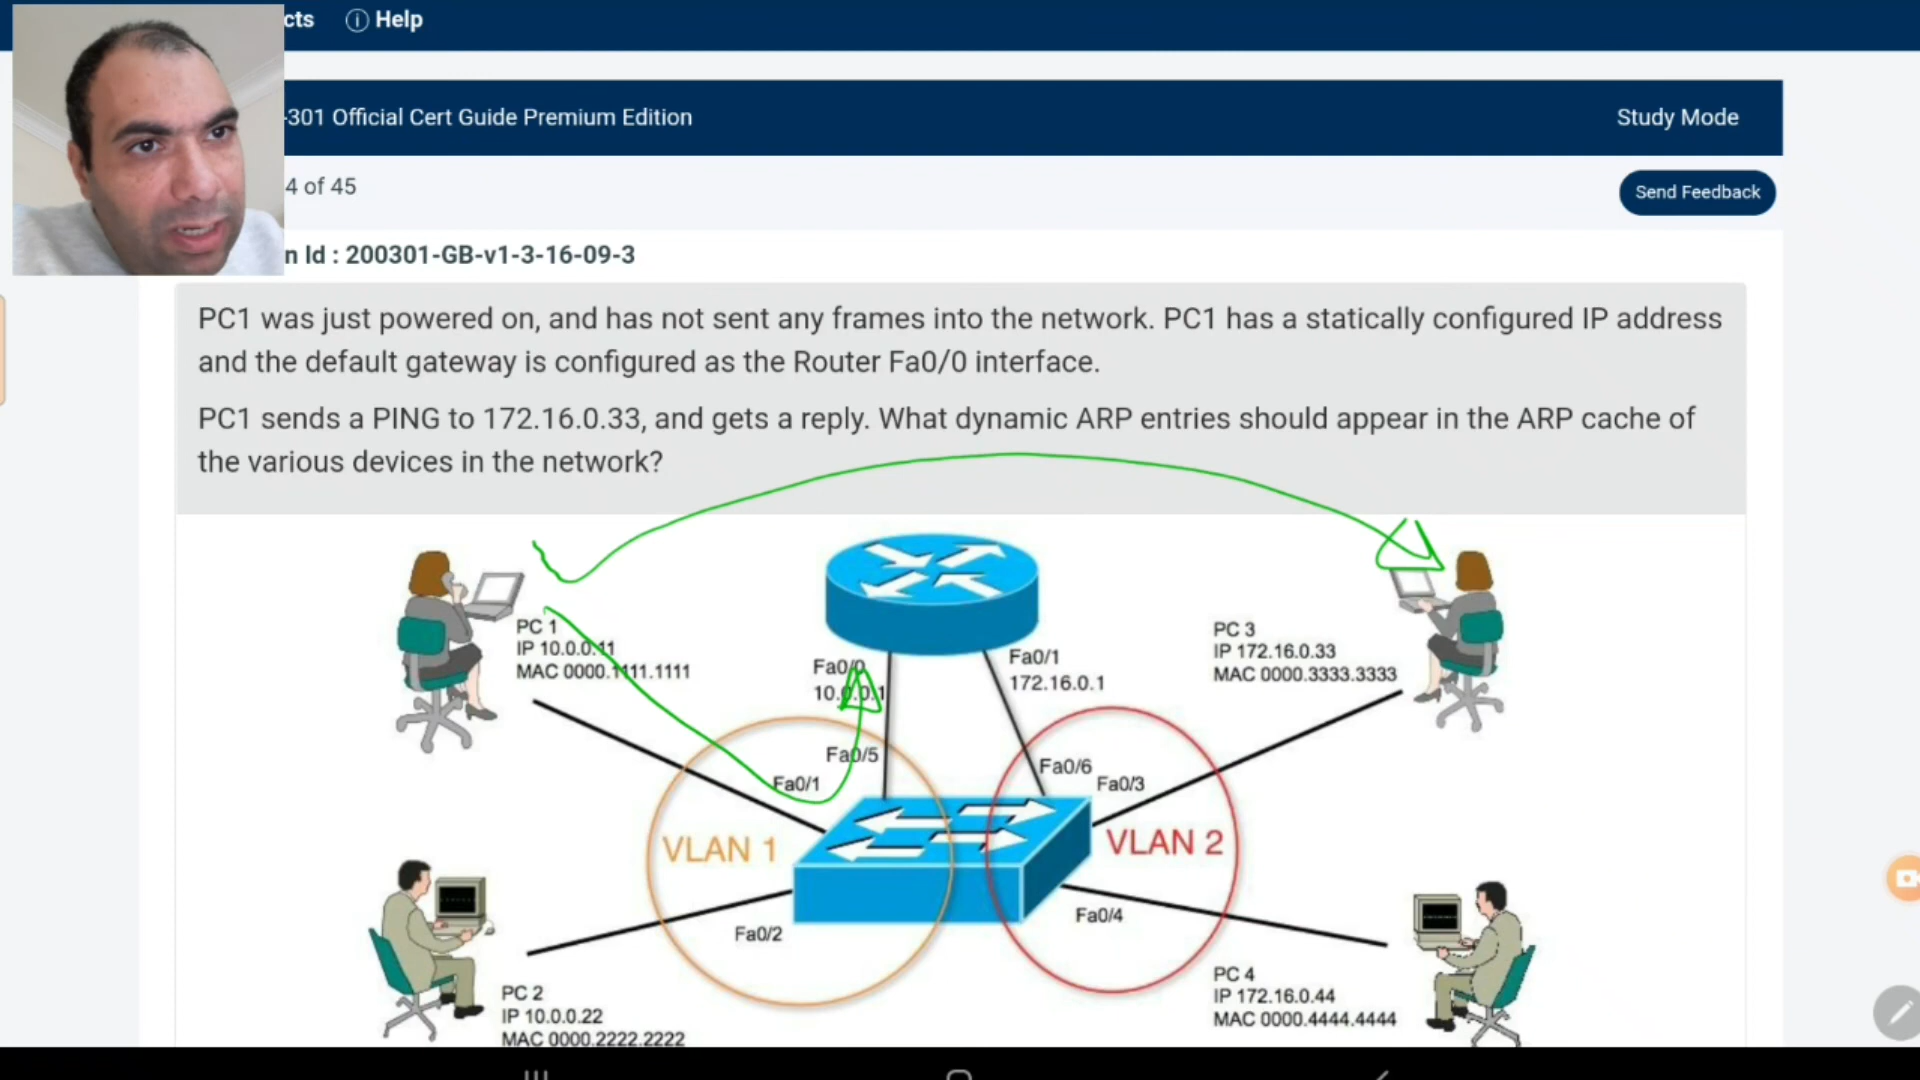 cts
Help
-301 Official Cert Guide Premium Edition
Study Mode
4 of 45
Send Feedback
n Id : 200301-GB-v1-3-16-09-3
PC1 was just powered on, and has not sent any frames into the network. PC1 has a statically configured IP address
and the default gateway is configured as the Router Fa0/0 interface.
PC1 sends a PING to 172.16.0.33, and gets a reply. What dynamic ARP entries should appear in the ARP cache of
the various devices in the network?
PC 1
IP 10.0.0.11
MAC 0000.1111.1111
Fa0/0
10.0.0.1
Fa0/1
172.16.0.1
PC 3
IP 172.16.0.33
MAC 0000.3333.3333
Fa0/5
Fa0/1
Fa0/6
Fa0/3
VLAN 1
VLAN 2
Fa0/2
Fa0/4
PC 2
IP 10.0.0.22
MAC 0000.2222.2222
PC 4
IP 172.16.0.44
MAC 0000.4444.4444